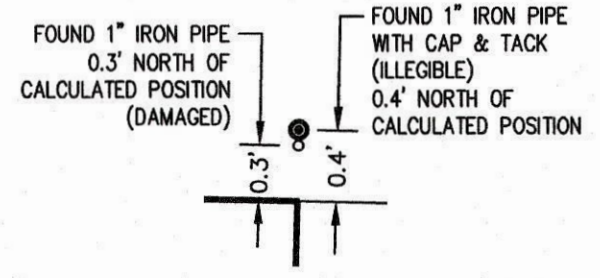 FOUND 1" IRON PIPE
0.3' NORTH OF
CALCULATED POSITION
(DAMAGED)
FOUND 1" IRON PIPE
WITH CAP & TACK
(ILLEGIBLE)
0.4' NORTH OF
CALCULATED POSITION
0.3'
0.4'